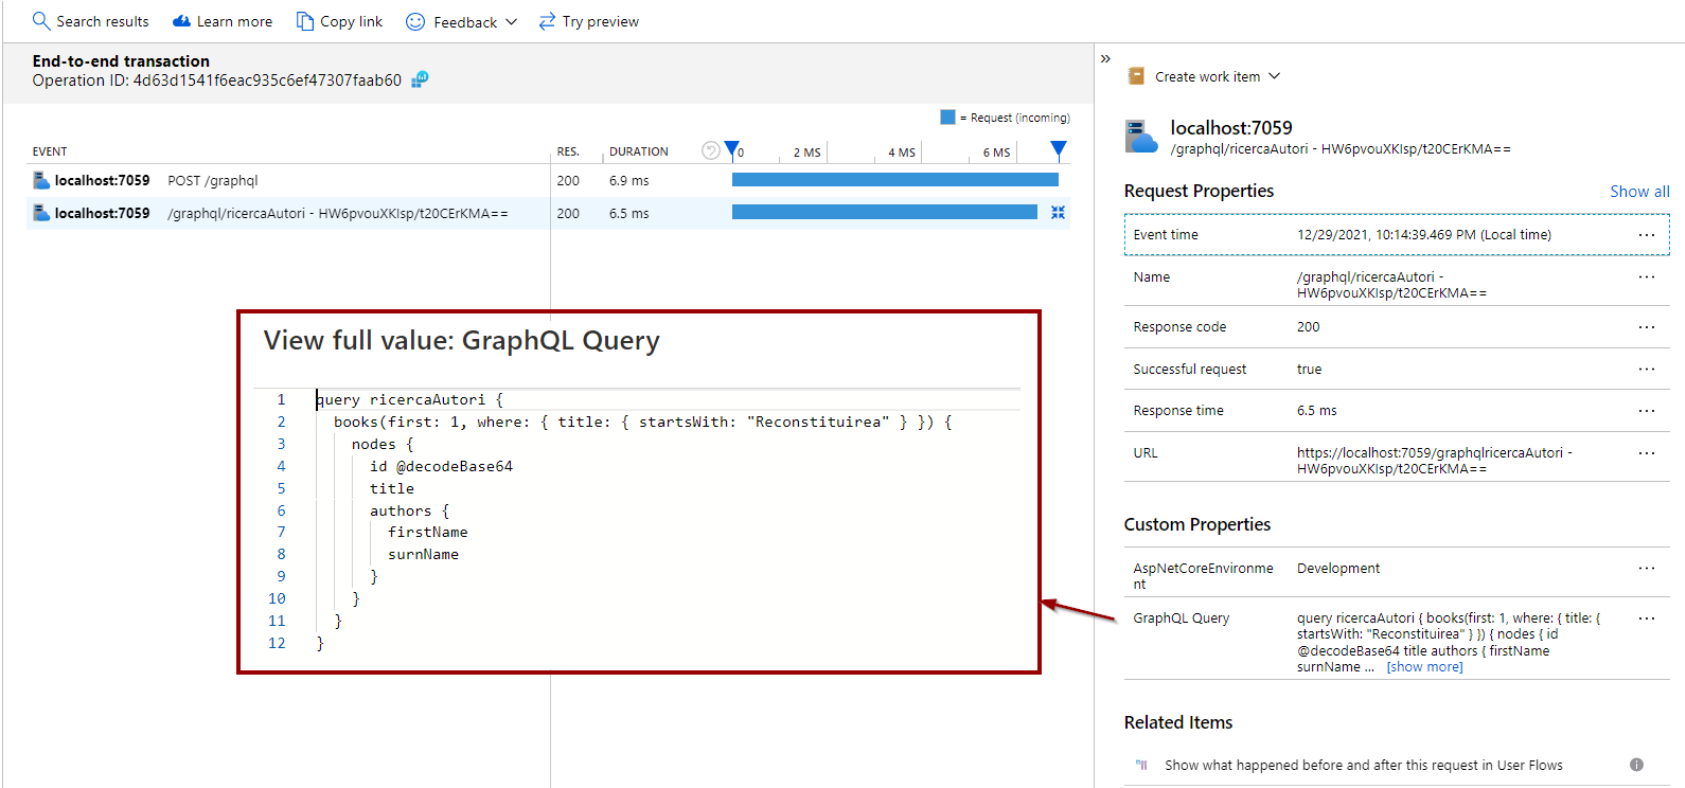 Search results Learn more Copy link Feedback Try preview
End-to-end transaction
Operation ID: 4d63d1541f6eac935c6ef47307faab60
= Request (incoming)
EVENT RES. DURATION 0 2 MS 4 MS 6 MS
localhost:7059 POST /graphql 200 6.9 ms
localhost:7059 /graphql/ricercaAutori - HW6pvouXKIsp/t20CErKMA== 200 6.5 ms
View full value: GraphQL Query
1 query ricercaAutori {
2 books(first: 1, where: { title: { startsWith: "Reconstituirea" } }) {
3 nodes {
4 id @decodeBase64
5 title
6 authors {
7 firstName
8 surnName
9 }
10 }
11 }
12 }
»
Create work item
localhost:7059
/graphql/ricercaAutori - HW6pvouXKIsp/t20CErKMA==
Request Properties Show all
Event time 12/29/2021, 10:14:39.469 PM (Local time) ...
Name /graphql/ricercaAutori - ...
HW6pvouXKIsp/t20CErKMA==
Response code 200 ...
Successful request true ...
Response time 6.5 ms ...
URL https://localhost:7059/graphqlricercaAutori - ...
HW6pvouXKIsp/t20CErKMA==
Custom Properties
AspNetCoreEnvironme Development ...
nt
GraphQL Query query ricercaAutori { books(first: 1, where: { title: { ...
startsWith: "Reconstituirea" } }) { nodes { id
@decodeBase64 title authors { firstName
surnName ... [show more]
Related Items
Show what happened before and after this request in User Flows